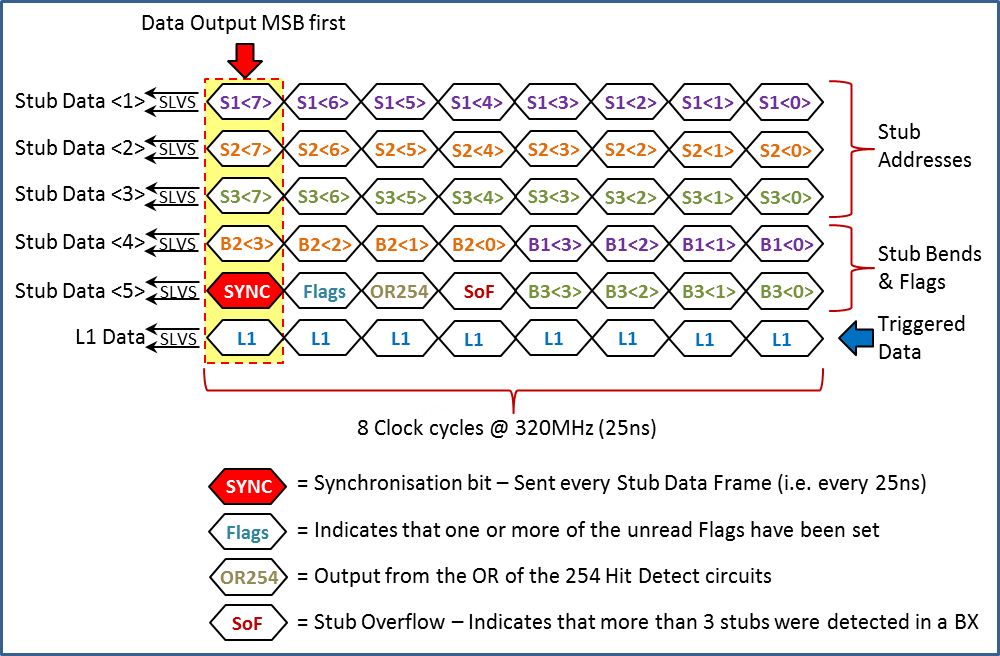 Data Output MSB first
Stub Data <1> SLVS S1<7> S1<6> S1<5> S1<4> S1<3> S1<2> S1<1> S1<0>
Stub Data <2> SLVS S2<7> S2<6> S2<5> S2<4> S2<3> S2<2> S2<1> S2<0>
Stub Data <3> SLVS S3<7> S3<6> S3<5> S3<4> S3<3> S3<2> S3<1> S3<0>
Stub Addresses
Stub Data <4> SLVS B2<3> B2<2> B2<1> B2<0> B1<3> B1<2> B1<1> B1<0>
Stub Data <5> SLVS SYNC Flags OR254 SoF B3<3> B3<2> B3<1> B3<0>
Stub Bends
& Flags
L1 Data SLVS L1 L1 L1 L1 L1 L1 L1 L1
Triggered
Data
8 Clock cycles @ 320MHz (25ns)
SYNC = Synchronisation bit – Sent every Stub Data Frame (i.e. every 25ns)
Flags = Indicates that one or more of the unread Flags have been set
OR254 = Output from the OR of the 254 Hit Detect circuits
SoF = Stub Overflow – Indicates that more than 3 stubs were detected in a BX